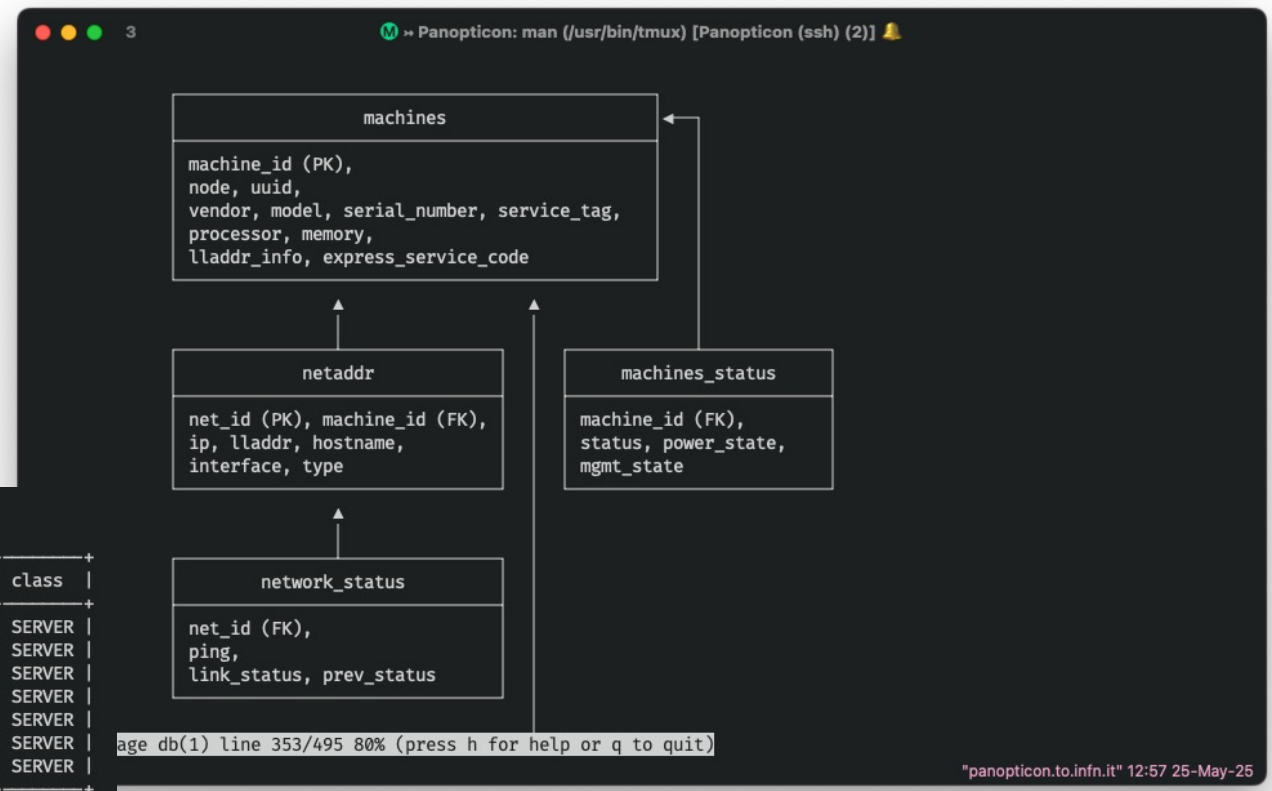 3
M ↣ Panopticon: man (/usr/bin/tmux) [Panopticon (ssh) (2)] 🔔
machines
machine_id (PK),
node, uuid,
vendor, model, serial_number, service_tag,
processor, memory,
lladdr_info, express_service_code
netaddr
net_id (PK), machine_id (FK),
ip, lladdr, hostname,
interface, type
machines_status
machine_id (FK),
status, power_state,
mgmt_state
network_status
net_id (FK),
ping,
link_status, prev_status
class |
SERVER |
SERVER |
SERVER |
SERVER |
SERVER |
SERVER |
SERVER |
age db(1) line 353/495 80% (press h for help or q to quit)
"panopticon.to.infn.it" 12:57 25-May-25